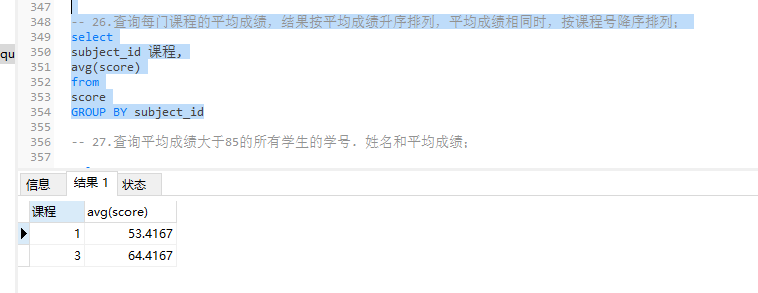 347
348 -- 26.查询每门课程的平均成绩, 结果按平均成绩升序排列, 平均成绩相同时, 按课程号降序排列;
349 select
qu
350 subject_id 课程,
351 avg(score)
352 from
353 score
354 GROUP BY subject_id
355
356 -- 27.查询平均成绩大于85的所有学生的学号. 姓名和平均成绩;
357
信息 结果 1 状态
课程 avg(score)
1 53.4167
3 64.4167